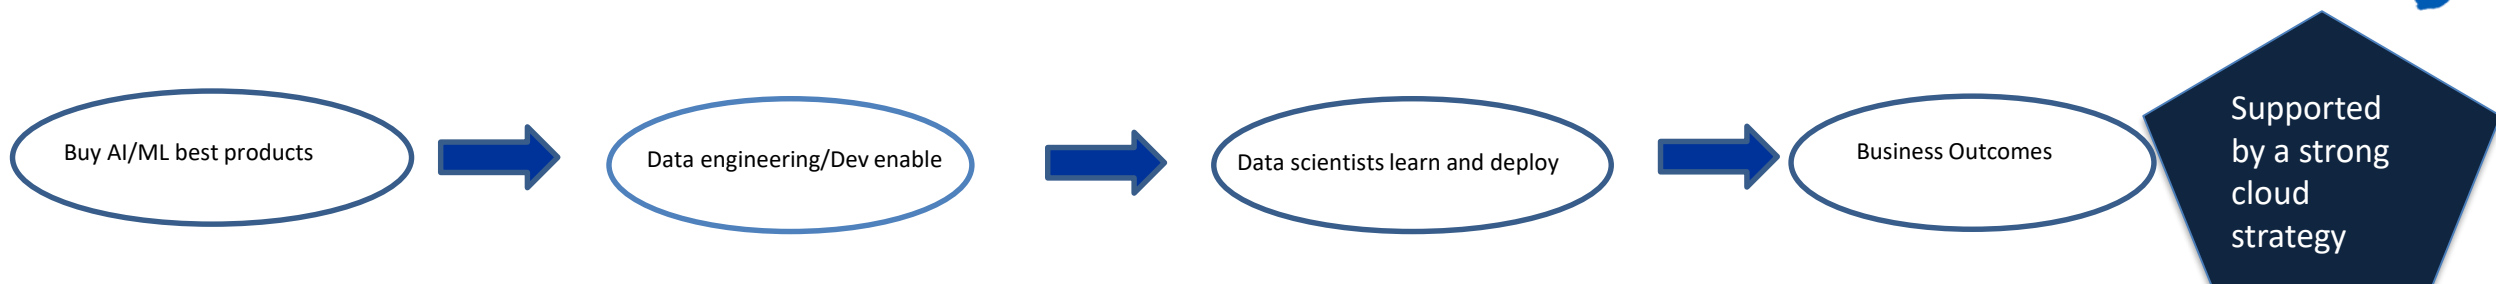 Buy AI/ML best products
Data engineering/Dev enable
Data scientists learn and deploy
Business Outcomes
Supported
by a strong
cloud
strategy